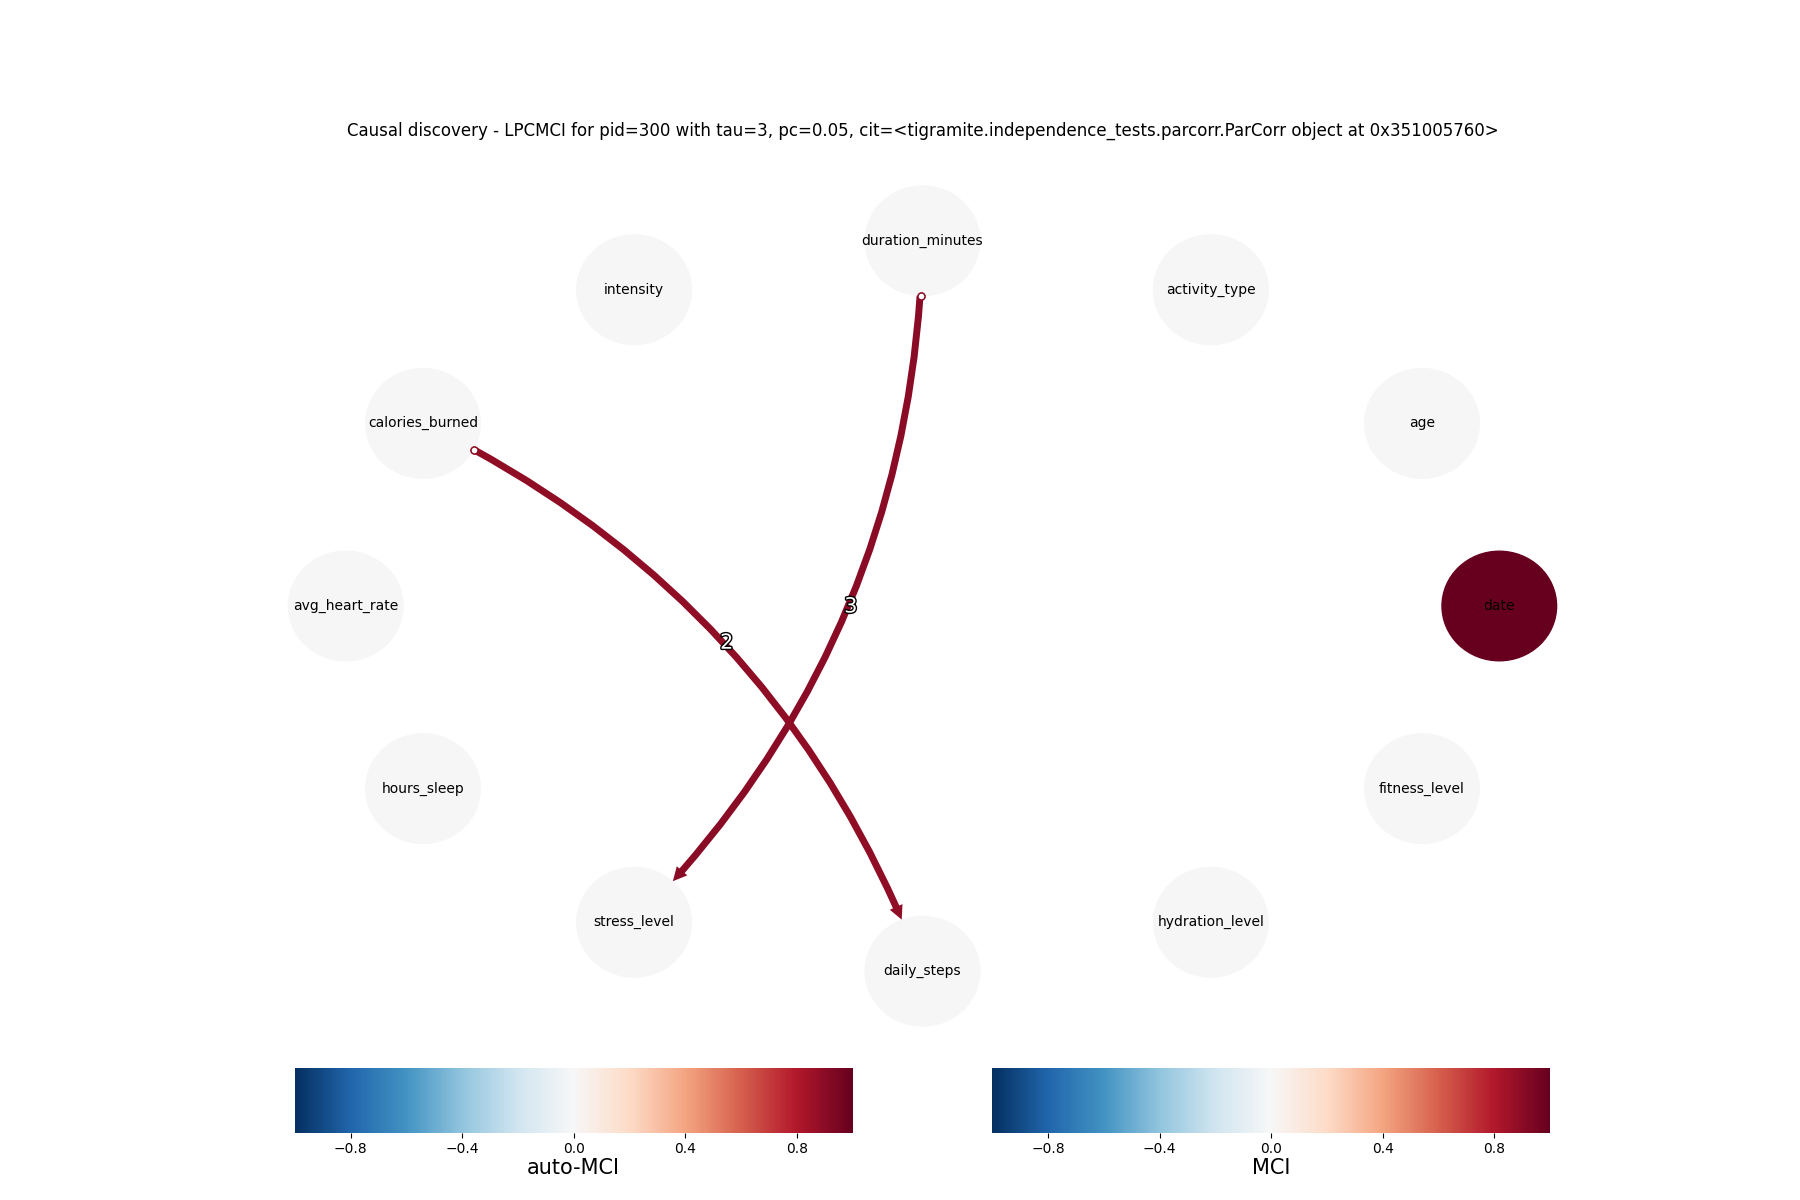 Causal discovery - LPCMCI for pid=300 with tau=3, pc=0.05, cit=<tigramite.independence_tests.parcorr.ParCorr object at 0x351005760>
duration_minutes
intensity
activity_type
calories_burned
age
avg_heart_rate
date
3
2
hours_sleep
fitness_level
stress_level
hydration_level
daily_steps
−0.8 −0.4 0.0 0.4 0.8
auto-MCI
−0.8 −0.4 0.0 0.4 0.8
MCI